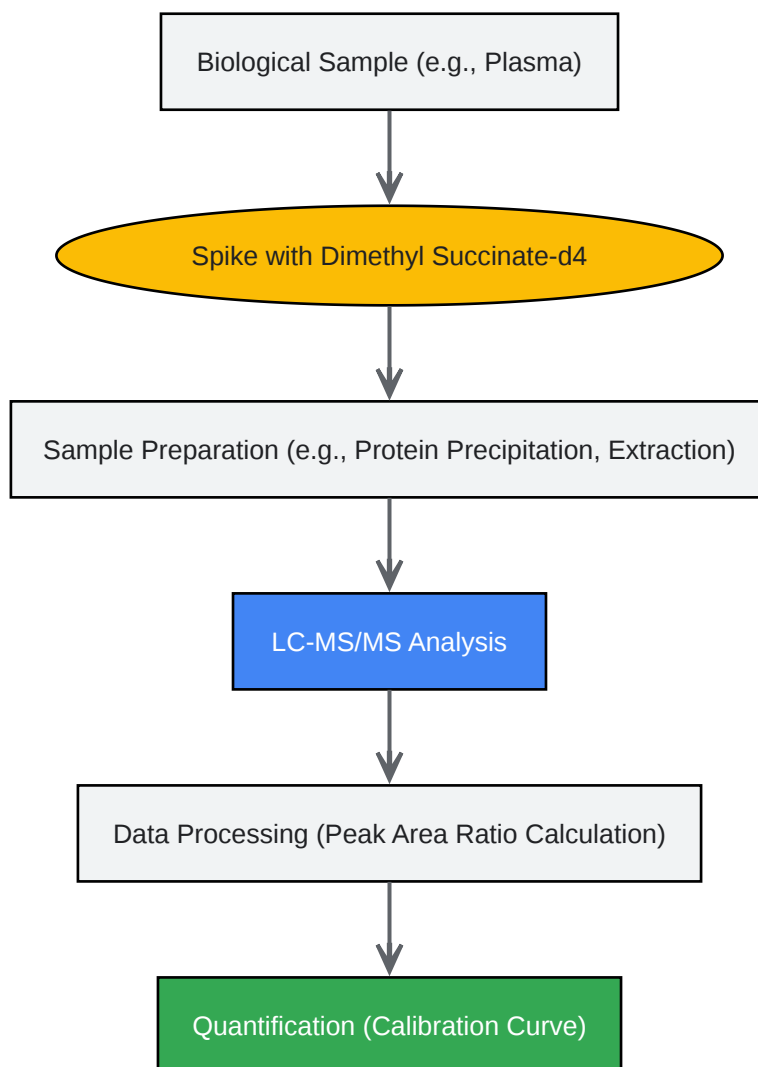 Biological Sample (e.g., Plasma)
Spike with Dimethyl Succinate-d4
Sample Preparation (e.g., Protein Precipitation, Extraction)
LC-MS/MS Analysis
Data Processing (Peak Area Ratio Calculation)
Quantification (Calibration Curve)